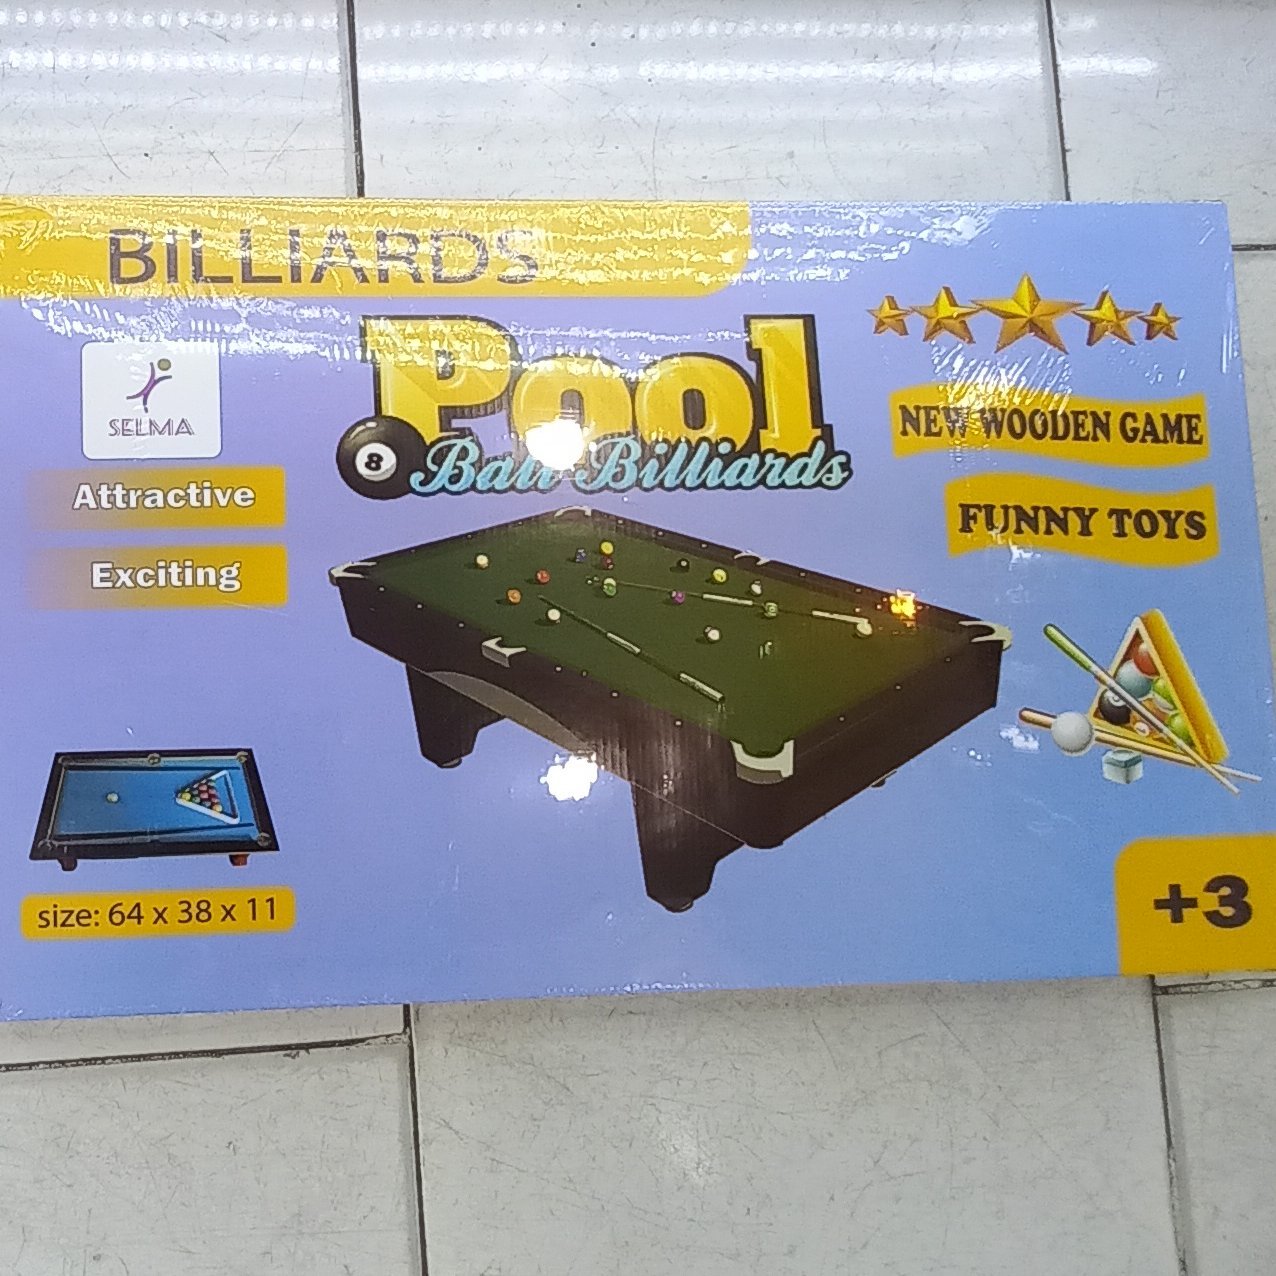 BILLIARDS
SELMA
Attractive
Exciting
Pool
8
Ball Billiards
NEW WOODEN GAME
FUNNY TOYS
size: 64 x 38 x 11
+3